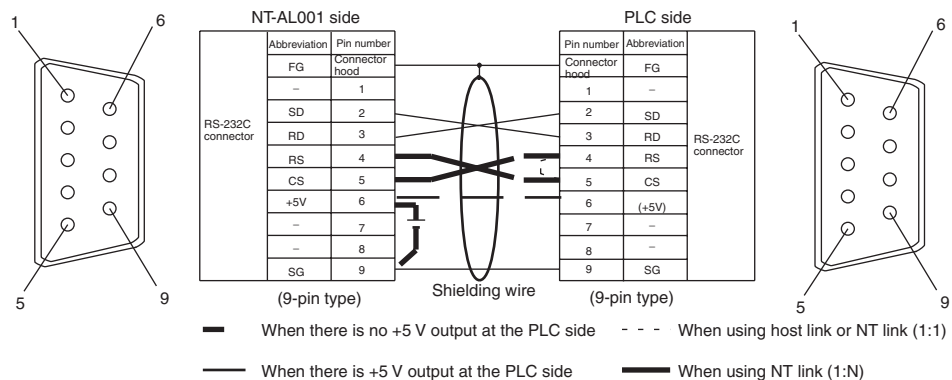 NT-AL001 side
PLC side
1
6
5
9
RS-232C connector
Abbreviation Pin number
FG Connector hood
– 1
SD 2
RD 3
RS 4
CS 5
+5V 6
– 7
– 8
SG 9
(9-pin type)
Shielding wire
Pin number Abbreviation
Connector hood FG
1 –
2 SD
3 RD
4 RS
5 CS
6 (+5V)
7 –
8 –
9 SG
RS-232C connector
(9-pin type)
1
6
5
9
When there is no +5 V output at the PLC side
When using host link or NT link (1:1)
When there is +5 V output at the PLC side
When using NT link (1:N)